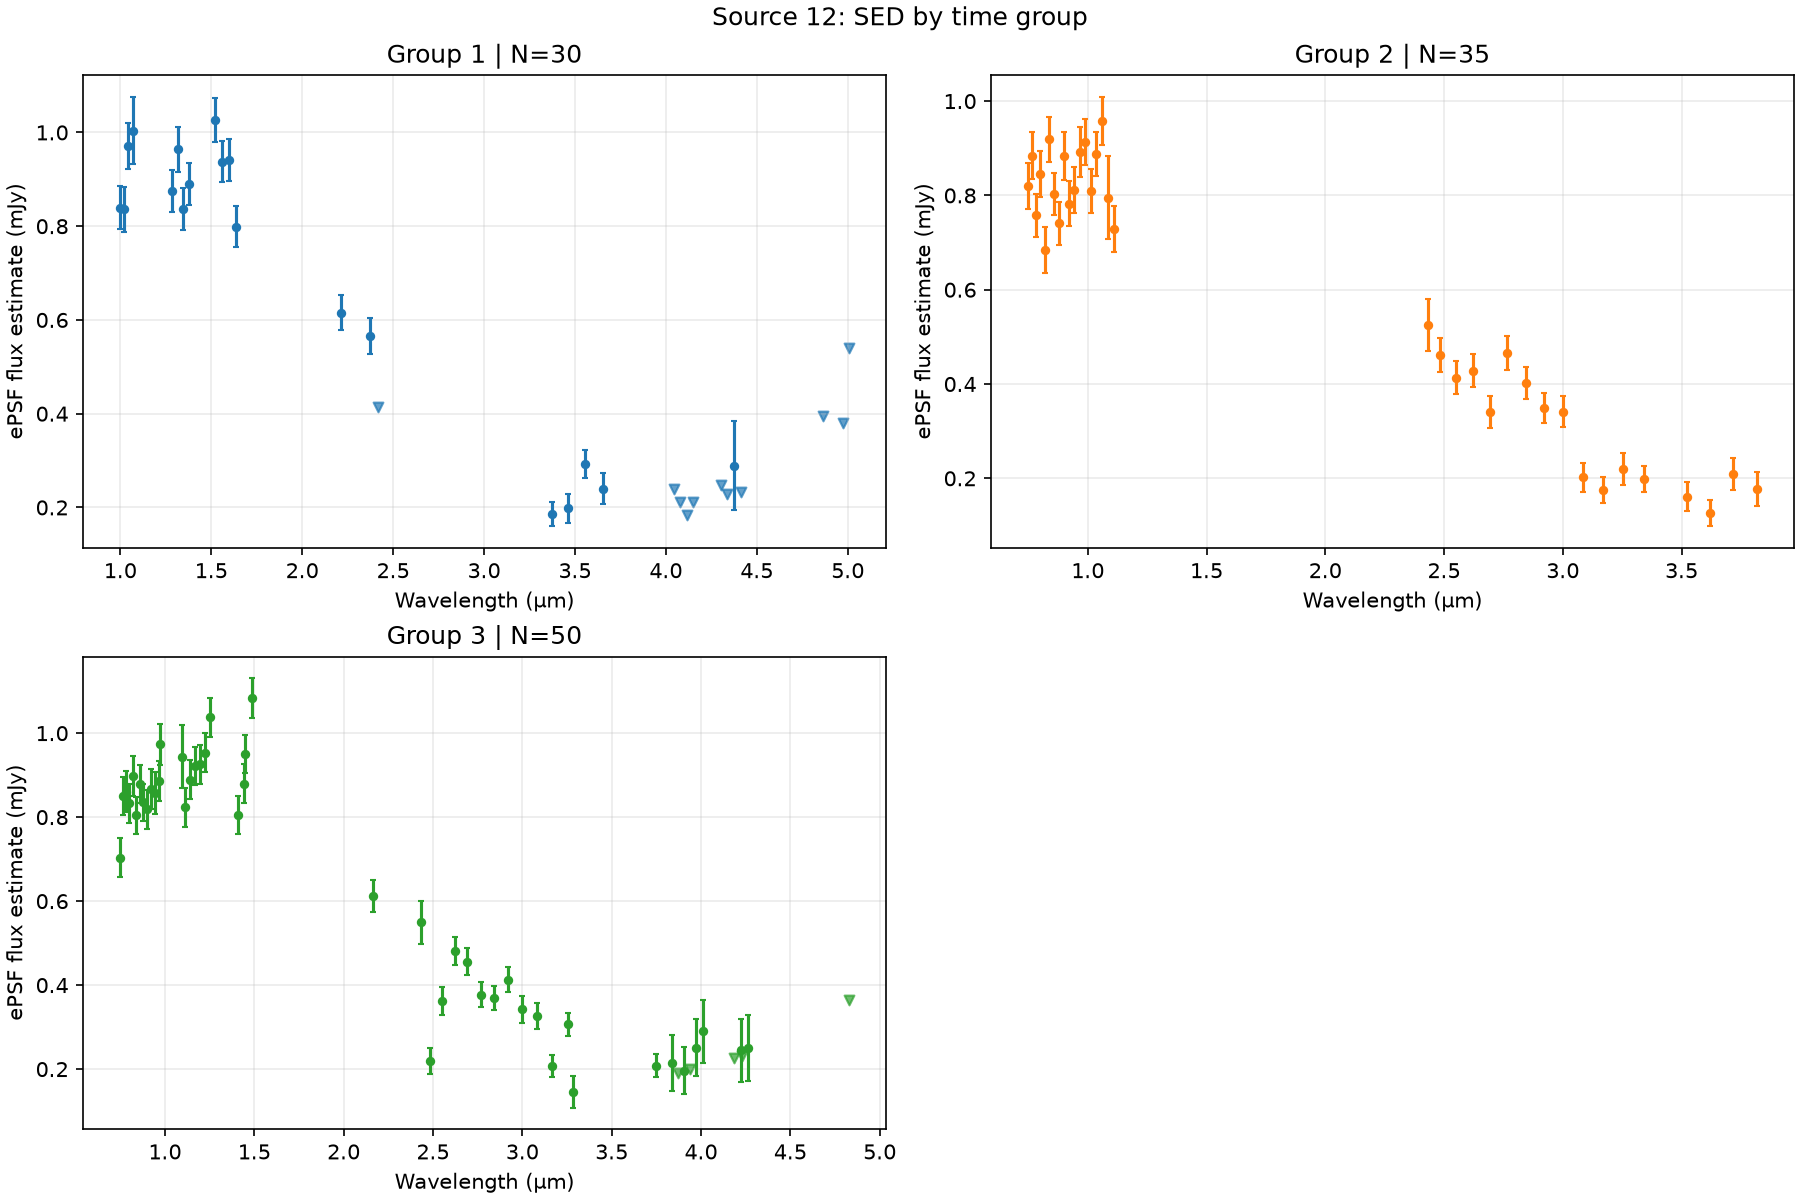 Source 12: SED by time group
Group 1 | N=30
ePSF flux estimate (mJy)
1.0
0.8
0.6
0.4
0.2
1.0 1.5 2.0 2.5 3.0 3.5 4.0 4.5 5.0
Wavelength (µm)
Group 2 | N=35
ePSF flux estimate (mJy)
1.0
0.8
0.6
0.4
0.2
1.0 1.5 2.0 2.5 3.0 3.5
Wavelength (µm)
Group 3 | N=50
ePSF flux estimate (mJy)
1.0
0.8
0.6
0.4
0.2
1.0 1.5 2.0 2.5 3.0 3.5 4.0 4.5 5.0
Wavelength (µm)